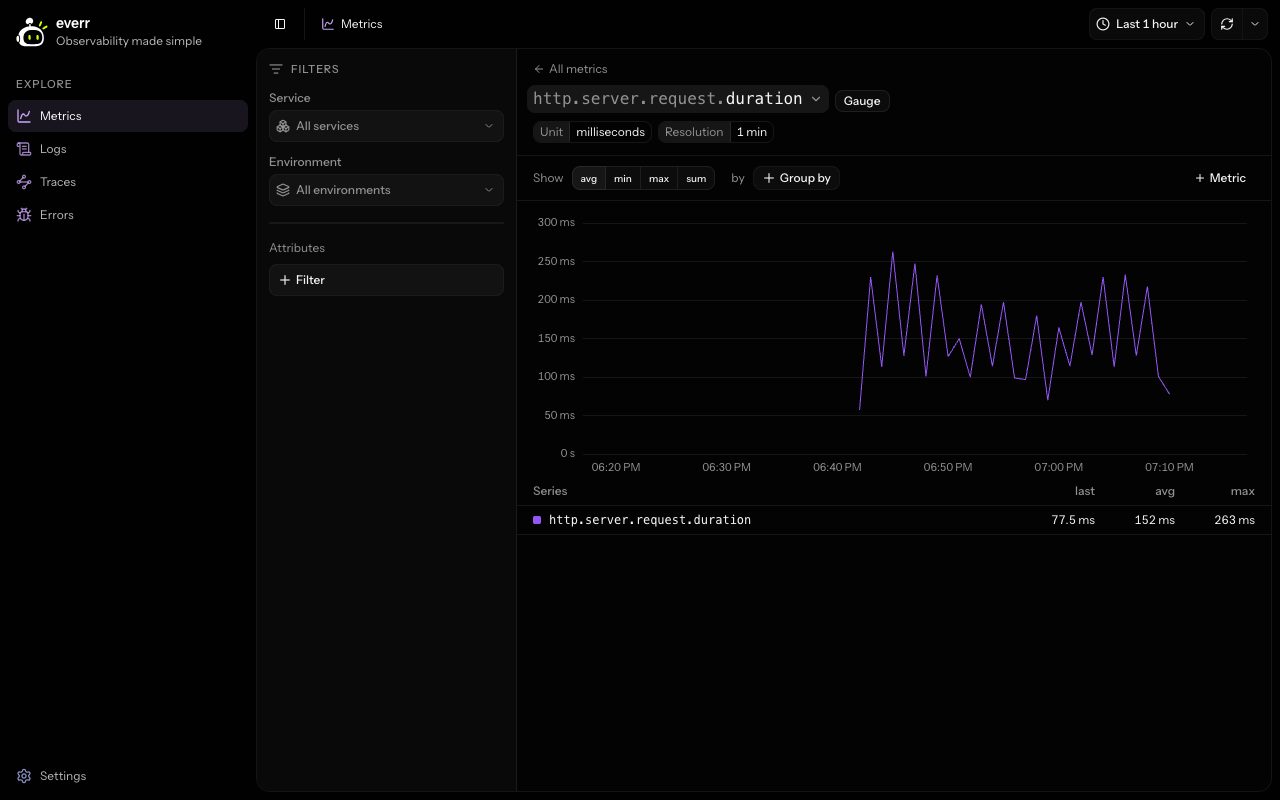 everr
Observability made simple
EXPLORE
Metrics
Logs
Traces
Errors
Settings
Metrics
Last 1 hour
FILTERS
Service
All services
Environment
All environments
Attributes
Filter
All metrics
http.server.request.duration
Gauge
Unit milliseconds Resolution 1 min
Show avg min max sum by Group by
Metric
300 ms
250 ms
200 ms
150 ms
100 ms
50 ms
0 s
06:20 PM 06:30 PM 06:40 PM 06:50 PM 07:00 PM 07:10 PM
Series last avg max
http.server.request.duration 77.5 ms 152 ms 263 ms